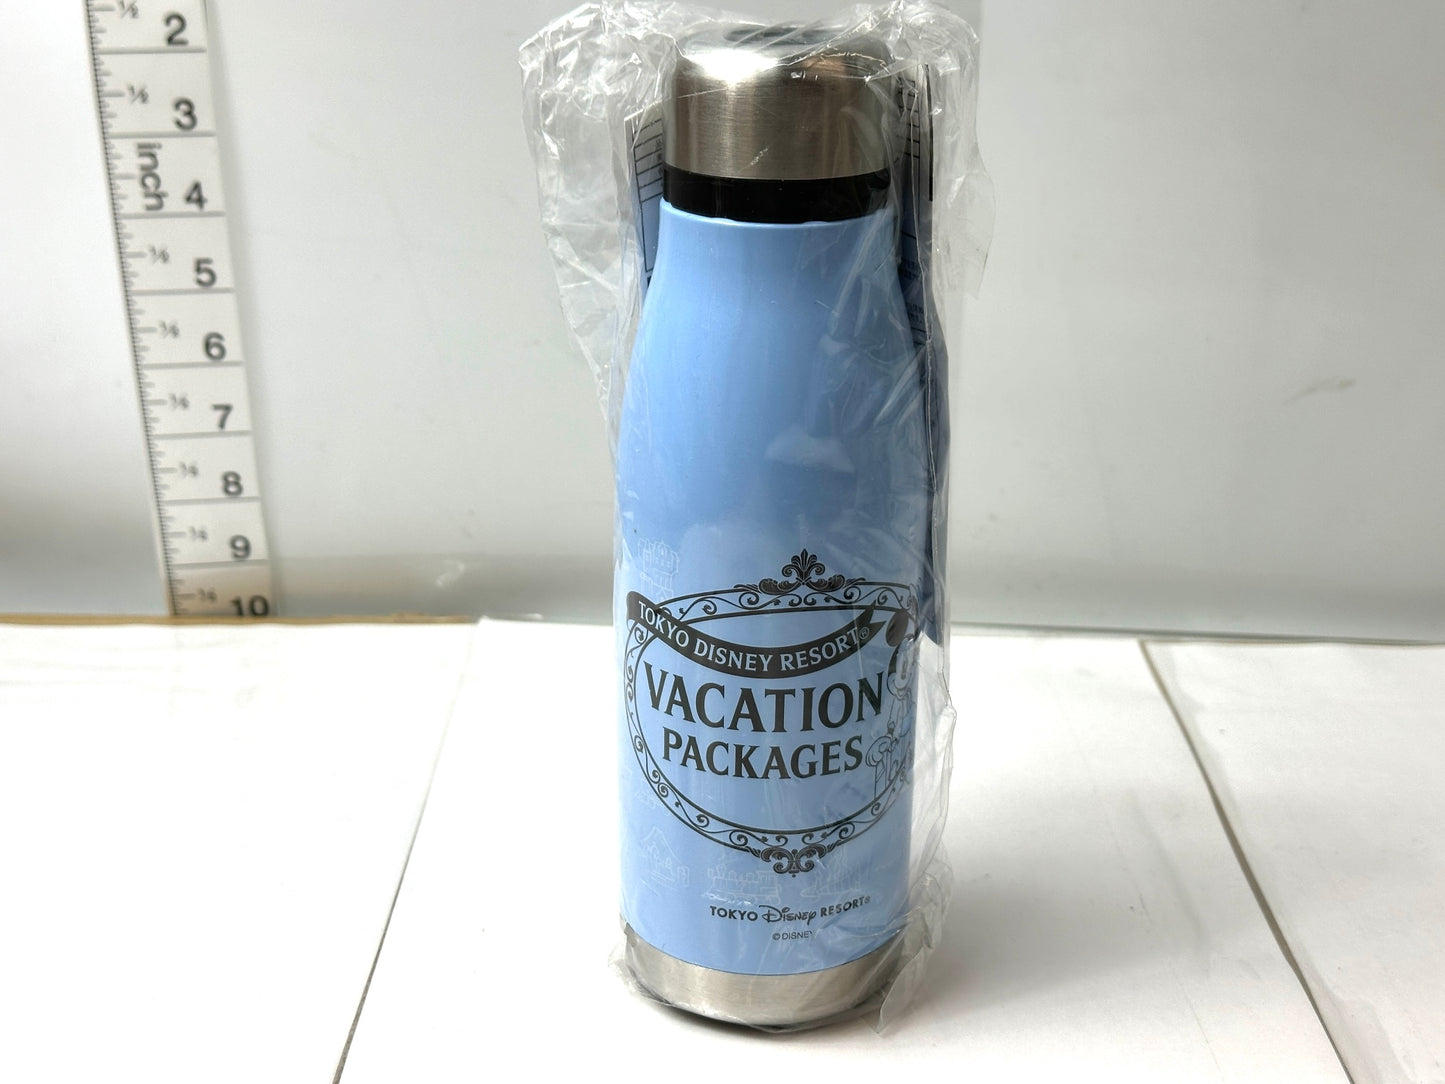 2
3
inch
4
5
6
7
8
9
10
TOKYO DISNEY RESORT®
VACATION
PACKAGES
TOKYO Disney RESORT®
©DISNEY